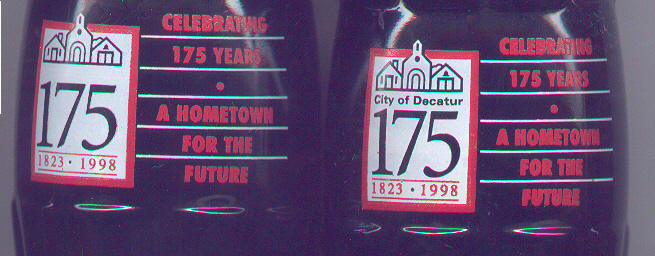 175
1823 · 1998
CELEBRATING
175 YEARS
•
A HOMETOWN
FOR THE
FUTURE
City of Decatur
175
1823 · 1998
CELEBRATING
175 YEARS
•
A HOMETOWN
FOR THE
FUTURE